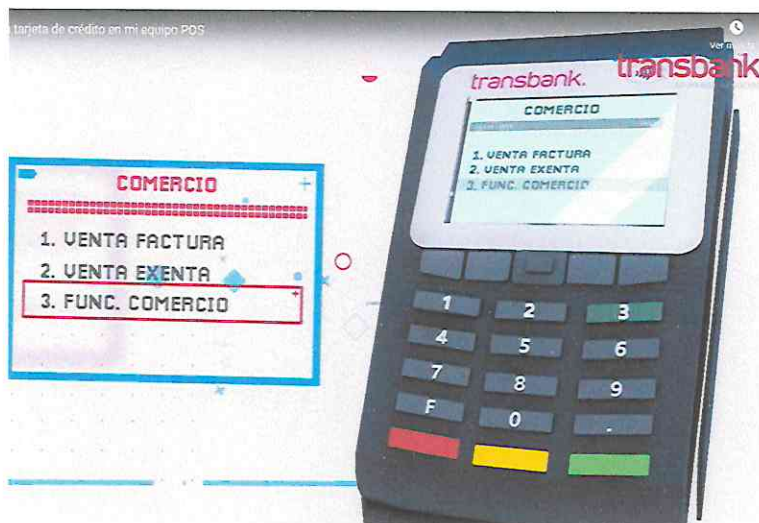 tarjeta de crédito en mi equipo POS
transbank
COMERCIO
1. VENTA FACTURA
2. VENTA EXENTA
3. FUNC. COMERCIO
transbank.
COMERCIO
1. VENTA FACTURA
2. VENTA EXENTA
3. FUNC. COMERCIO
1 2 3
4 5 6
7 8 9
F 0 .